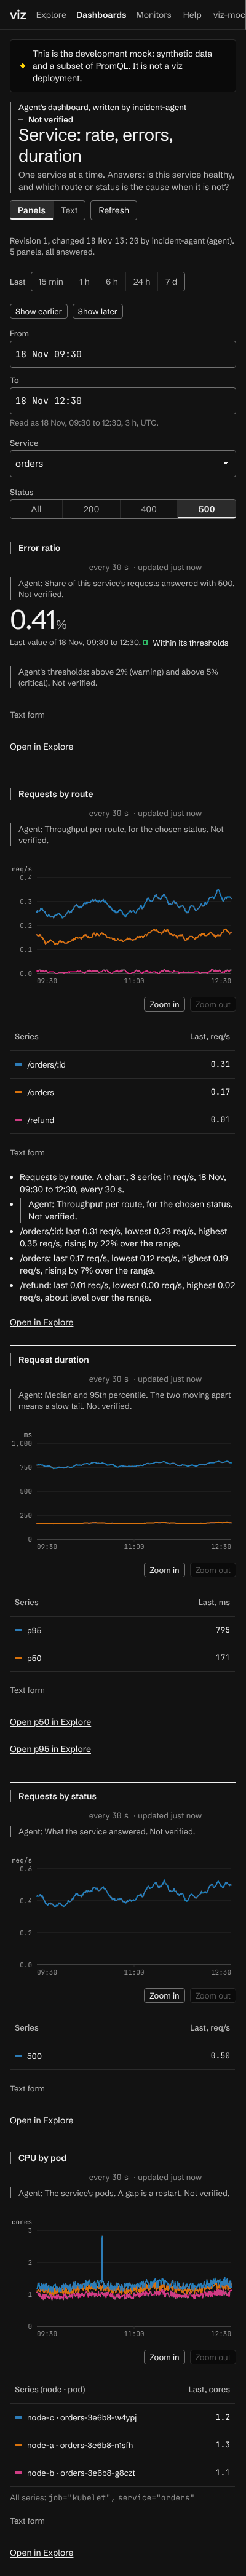 viz Explore Dashboards Monitors Help viz-moc
This is the development mock: synthetic data
and a subset of PromQL. It is not a viz
deployment.
Agent's dashboard, written by incident-agent
— Not verified
Service: rate, errors,
duration
One service at a time. Answers: is this service healthy,
and which route or status is the case when it is not?
Panels Text Refresh
Revision 1, changed 18 Nov 13:20 by incident-agent (agent).
5 panels, all answered.
Last 15 min 1 h 6 h 24 h 7 d
Show earlier Show later
From
18 Nov 09:30
To
18 Nov 12:30
Read as 18 Nov, 09:30 to 12:30, 3 h, UTC.
Service
orders
Status
All 200 400 500
Error ratio
every 30 s · updated just now
Agent: Share of this service's requests answered with 500.
Not verified.
0.41%
Last value of 18 Nov, 09:30 to 12:30. Within its thresholds
Agent's thresholds: above 2% (warning) and above 5%
(critical). Not verified.
Text form
Open in Explore
Requests by route
every 30 s · updated just now
Agent: Throughput per route, for the chosen status. Not
verified.
req/s
0.4
0.3
0.2
0.1
0.0
09:30 11:00 12:30
Zoom in Zoom out
Series Last, req/s
/orders/:id 0.31
/orders 0.17
/refund 0.01
Text form
Requests by route. A chart, 3 series in req/s, 18 Nov,
09:30 to 12:30, every 30 s.
Agent: Throughput per route, for the chosen status.
Not verified.
/orders/:id: last 0.31 req/s, lowest 0.23 req/s, highest
0.35 req/s, rising by 22% over the range.
/orders: last 0.17 req/s, lowest 0.12 req/s, highest 0.19
req/s, rising by 7% over the range.
/refund: last 0.01 req/s, lowest 0.00 req/s, highest 0.02
req/s, about level over the range.
Open in Explore
Request duration
every 30 s · updated just now
Agent: Median and 95th percentile. The two moving apart
means a slow tail. Not verified.
ms
1,000
750
500
250
0
09:30 11:00 12:30
Zoom in Zoom out
Series Last, ms
p95 795
p50 171
Text form
Open p50 in Explore
Open p95 in Explore
Requests by status
every 30 s · updated just now
Agent: What the service answered. Not verified.
req/s
0.6
0.4
0.2
0.0
09:30 11:00 12:30
Zoom in Zoom out
Series Last, req/s
500 0.50
Text form
Open in Explore
CPU by pod
every 30 s · updated just now
Agent: The service's pods. A gap is a restart. Not verified.
cores
3
2
1
0
09:30 11:00 12:30
Zoom in Zoom out
Series (node · pod) Last, cores
node-c · orders-3e6b8-w4ypj 1.2
node-a · orders-3e6b8-n1sfh 1.3
node-b · orders-3e6b8-g8czt 1.1
All series: job="kubelet", service="orders"
Text form
Open in Explore